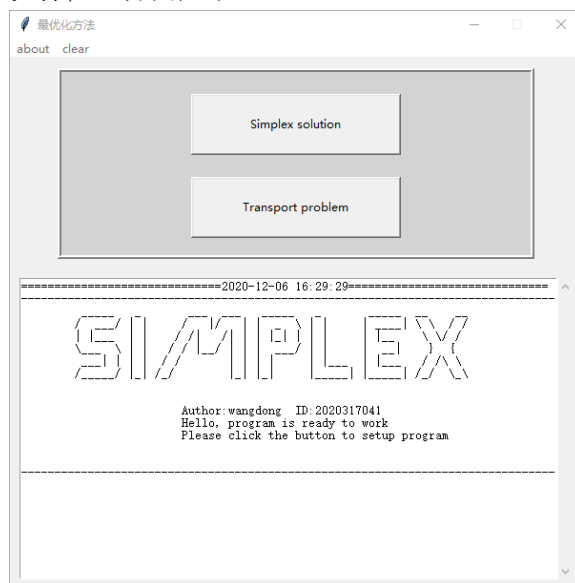 最优化方法
about clear
Simplex solution
Transport problem
============================2020-12-06 16:29:29============================
SIMPLEX
Author:wangdong ID:2020317041
Hello, program is ready to work
Please click the button to setup program